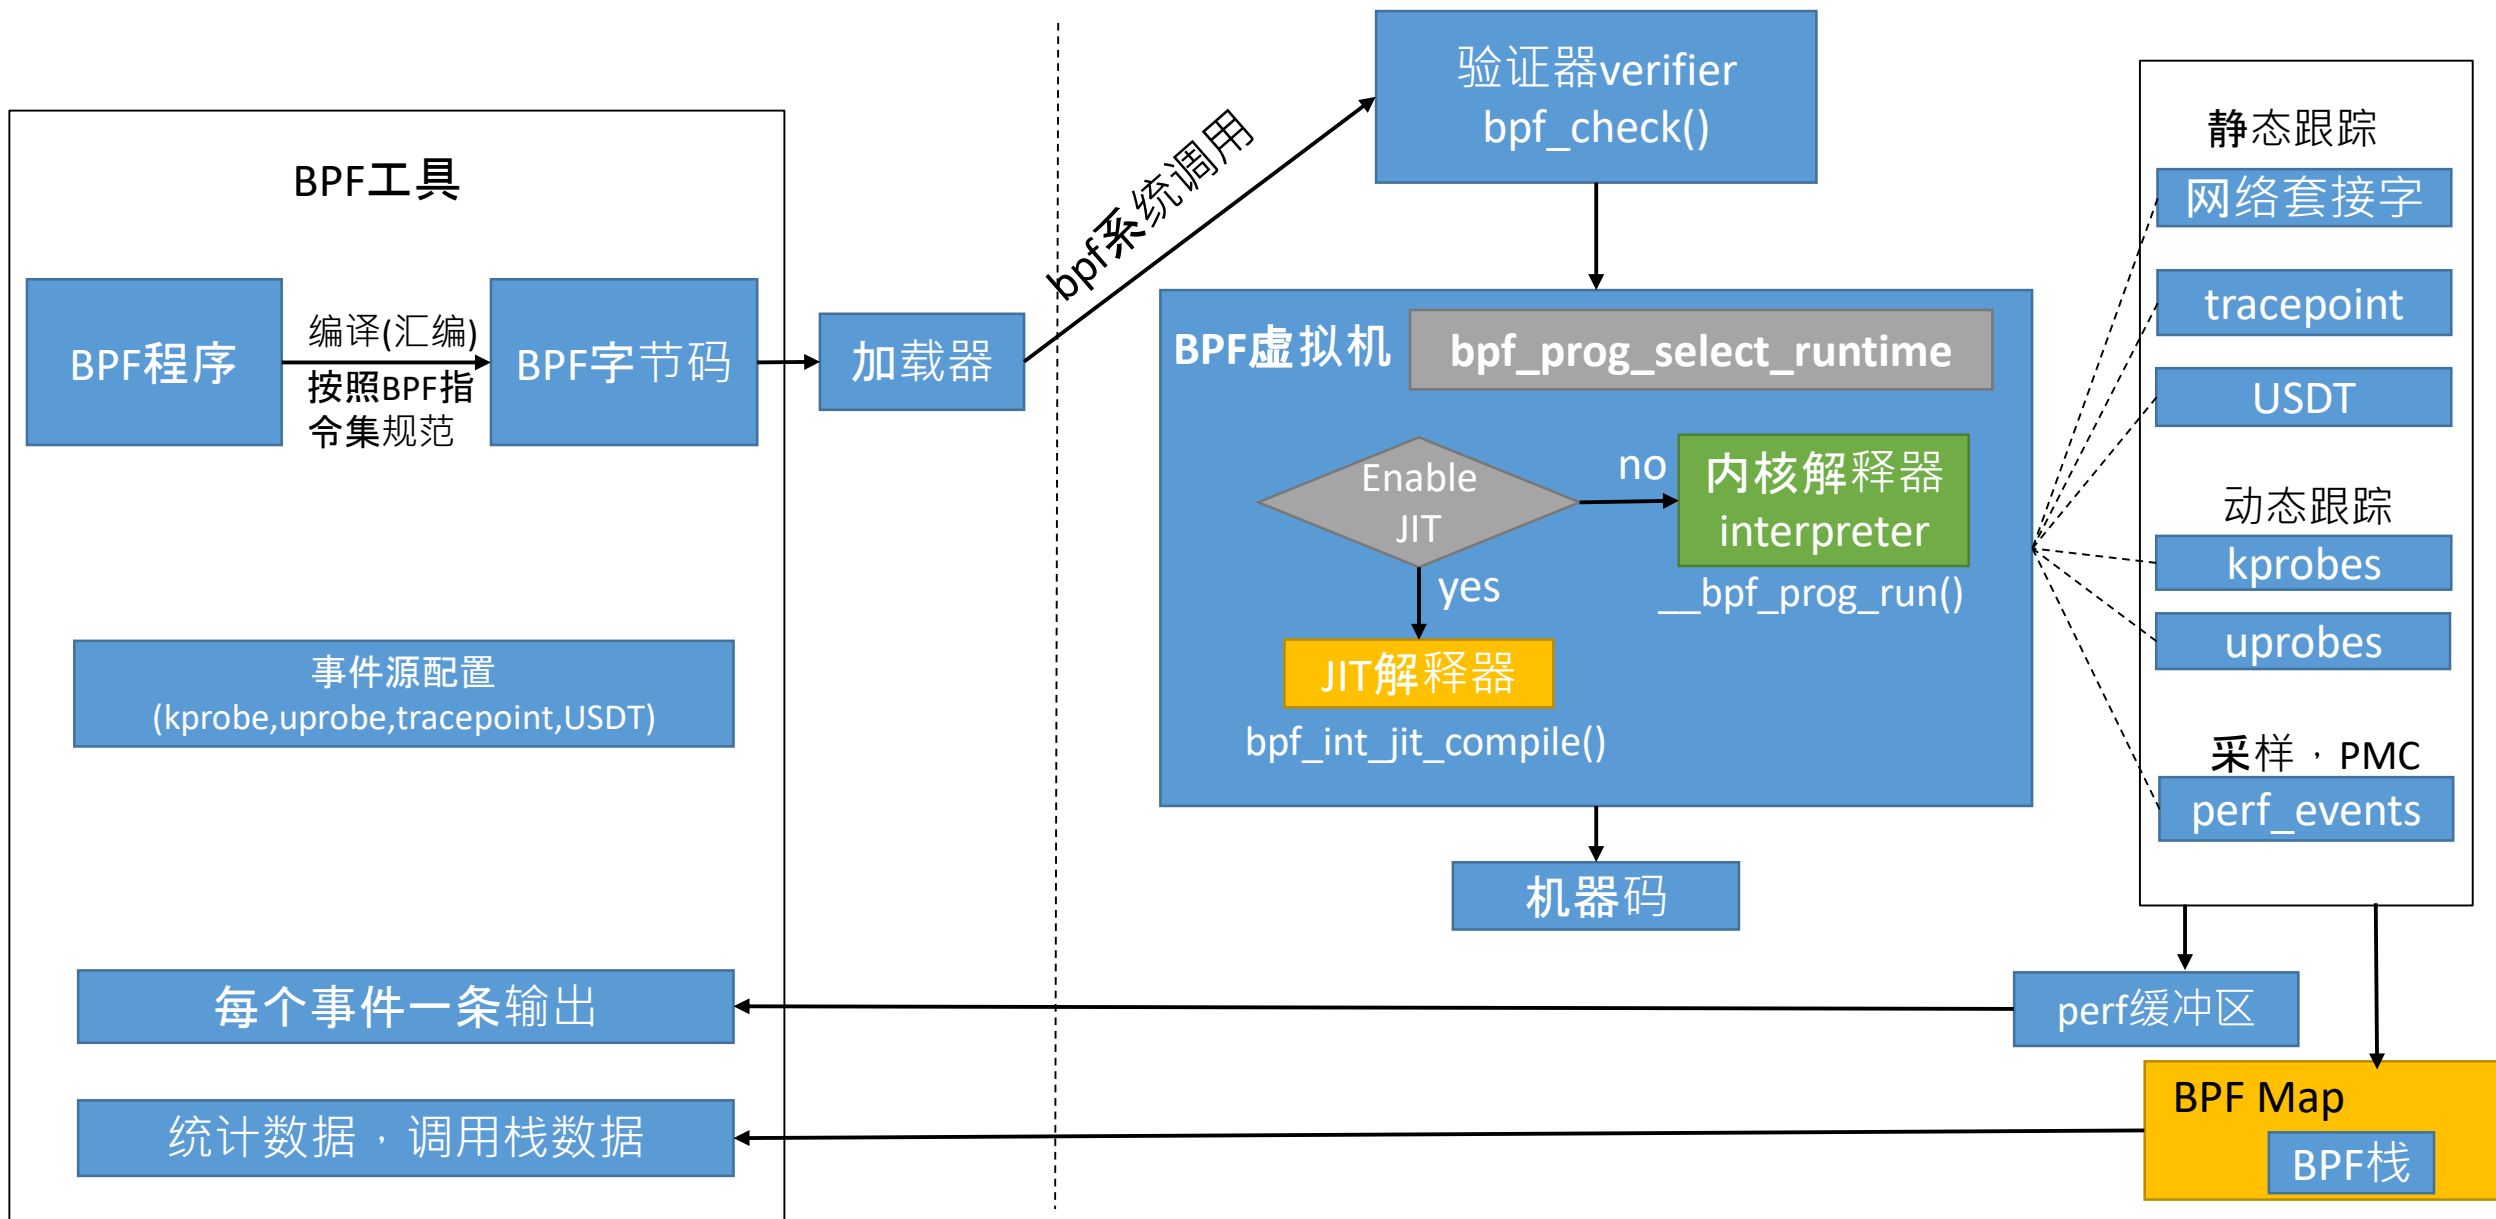 BPF工具
BPF程序
编译(汇编)
按照BPF指
令集规范
BPF字节码
加载器
事件源配置
(kprobe,uprobe,tracepoint,USDT)
每个事件一条输出
统计数据，调用栈数据
bpf系统调用
验证器verifier
bpf_check()
BPF虚拟机
bpf_prog_select_runtime
Enable
JIT
no
内核解释器
interpreter
__bpf_prog_run()
yes
JIT解释器
bpf_int_jit_compile()
机器码
静态跟踪
网络套接字
tracepoint
USDT
动态跟踪
kprobes
uprobes
采样，PMC
perf_events
perf缓冲区
BPF Map
BPF栈